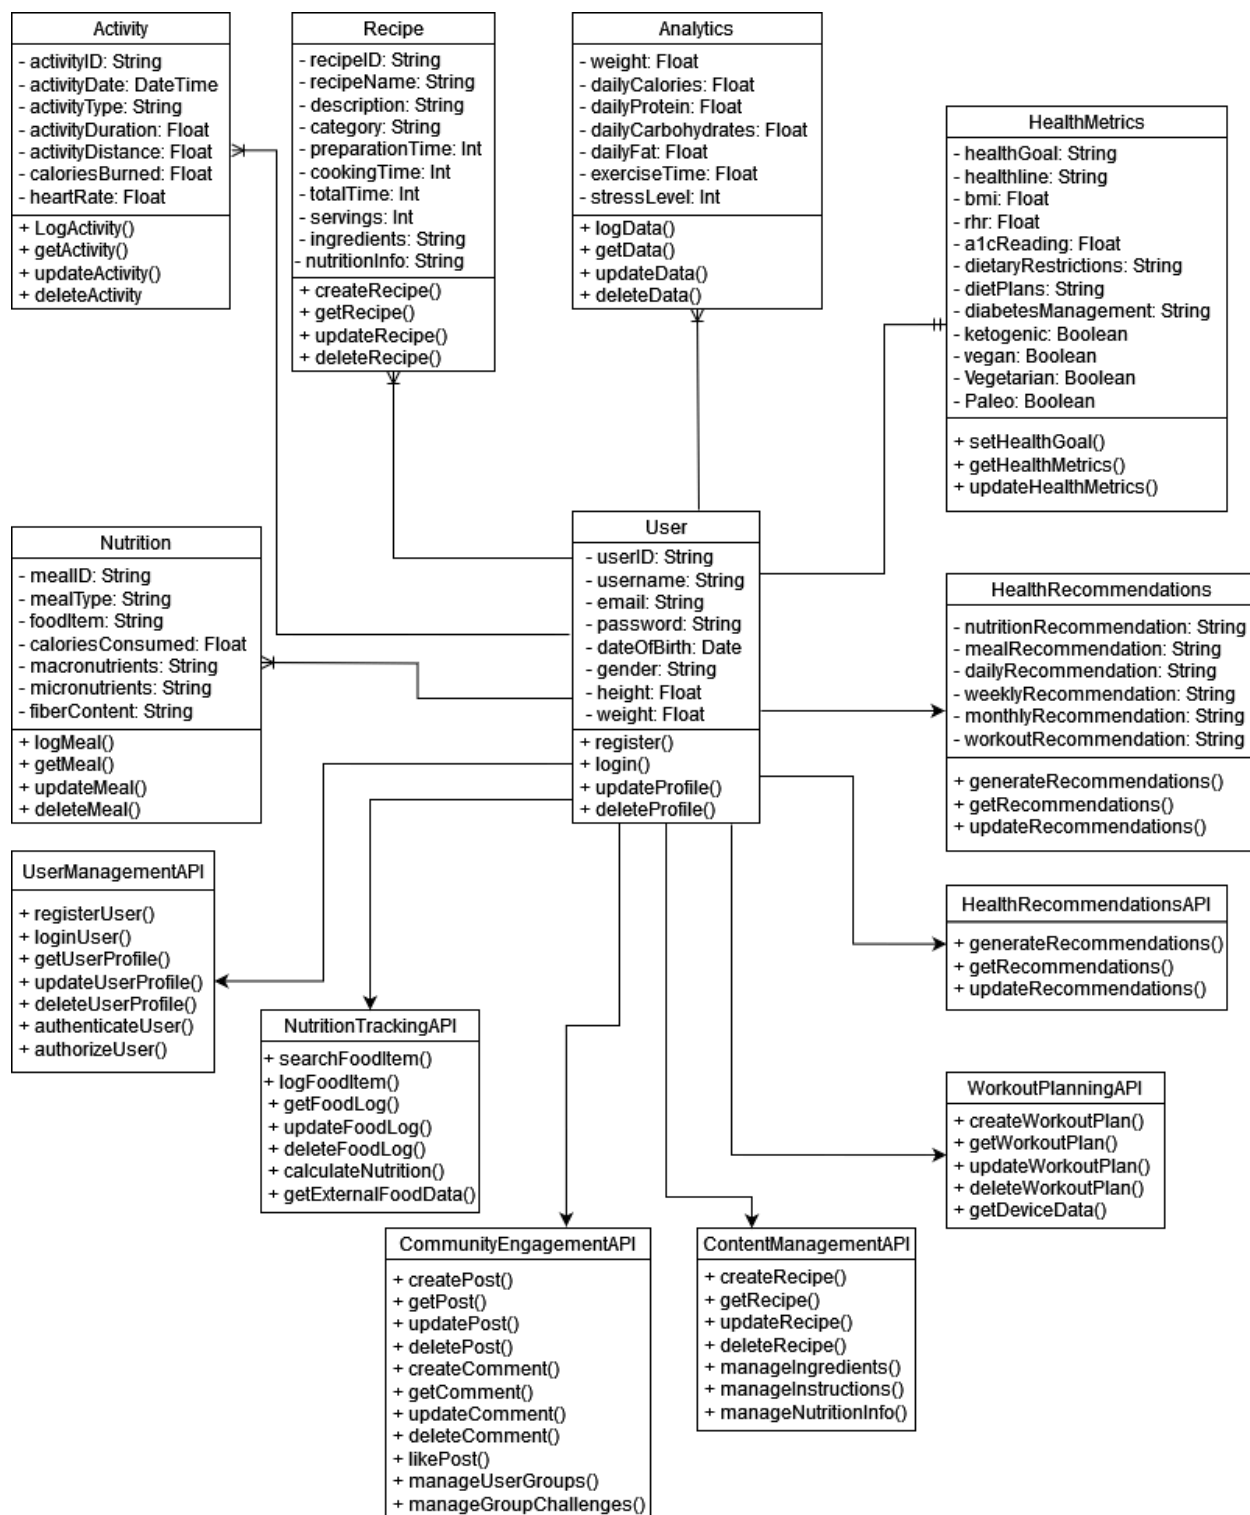 Activity
- activityID: String
- activityDate: DateTime
- activityType: String
- activityDuration: Float
- activityDistance: Float
- caloriesBurned: Float
- heartRate: Float
+ LogActivity()
+ getActivity()
+ updateActivity()
+ deleteActivity
Recipe
- recipeID: String
- recipeName: String
- description: String
- category: String
- preparationTime: Int
- cookingTime: Int
- totalTime: Int
- servings: Int
- ingredients: String
- nutritionInfo: String
+ createRecipe()
+ getRecipe()
+ updateRecipe()
+ deleteRecipe()
Analytics
- weight: Float
- dailyCalories: Float
- dailyProtein: Float
- dailyCarbohydrates: Float
- dailyFat: Float
- exerciseTime: Float
- stressLevel: Int
+ logData()
+ getData()
+ updateData()
+ deleteData()
HealthMetrics
- healthGoal: String
- healthline: String
- bmi: Float
- rhr: Float
- a1cReading: Float
- dietaryRestrictions: String
- dietPlans: String
- diabetesManagement: String
- ketogenic: Boolean
- vegan: Boolean
- Vegetarian: Boolean
- Paleo: Boolean
+ setHealthGoal()
+ getHealthMetrics()
+ updateHealthMetrics()
Nutrition
- mealID: String
- mealType: String
- foodItem: String
- caloriesConsumed: Float
- macronutrients: String
- micronutrients: String
- fiberContent: String
+ logMeal()
+ getMeal()
+ updateMeal()
+ deleteMeal()
User
- userID: String
- username: String
- email: String
- password: String
- dateOfBirth: Date
- gender: String
- height: Float
- weight: Float
+ register()
+ login()
+ updateProfile()
+ deleteProfile()
HealthRecommendations
- nutritionRecommendation: String
- mealRecommendation: String
- dailyRecommendation: String
- weeklyRecommendation: String
- monthlyRecommendation: String
- workoutRecommendation: String
+ generateRecommendations()
+ getRecommendations()
+ updateRecommendations()
UserManagementAPI
+ registerUser()
+ loginUser()
+ getUserProfile()
+ updateUserProfile()
+ deleteUserProfile()
+ authenticateUser()
+ authorizeUser()
HealthRecommendationsAPI
+ generateRecommendations()
+ getRecommendations()
+ updateRecommendations()
NutritionTrackingAPI
+ searchFoodItem()
+ logFoodItem()
+ getFoodLog()
+ updateFoodLog()
+ deleteFoodLog()
+ calculateNutrition()
+ getExternalFoodData()
WorkoutPlanningAPI
+ createWorkoutPlan()
+ getWorkoutPlan()
+ updateWorkoutPlan()
+ deleteWorkoutPlan()
+ getDeviceData()
CommunityEngagementAPI
+ createPost()
+ getPost()
+ updatePost()
+ deletePost()
+ createComment()
+ getComment()
+ updateComment()
+ deleteComment()
+ likePost()
+ manageUserGroups()
+ manageGroupChallenges()
ContentManagementAPI
+ createRecipe()
+ getRecipe()
+ updateRecipe()
+ deleteRecipe()
+ manageIngredients()
+ manageInstructions()
+ manageNutritionInfo()